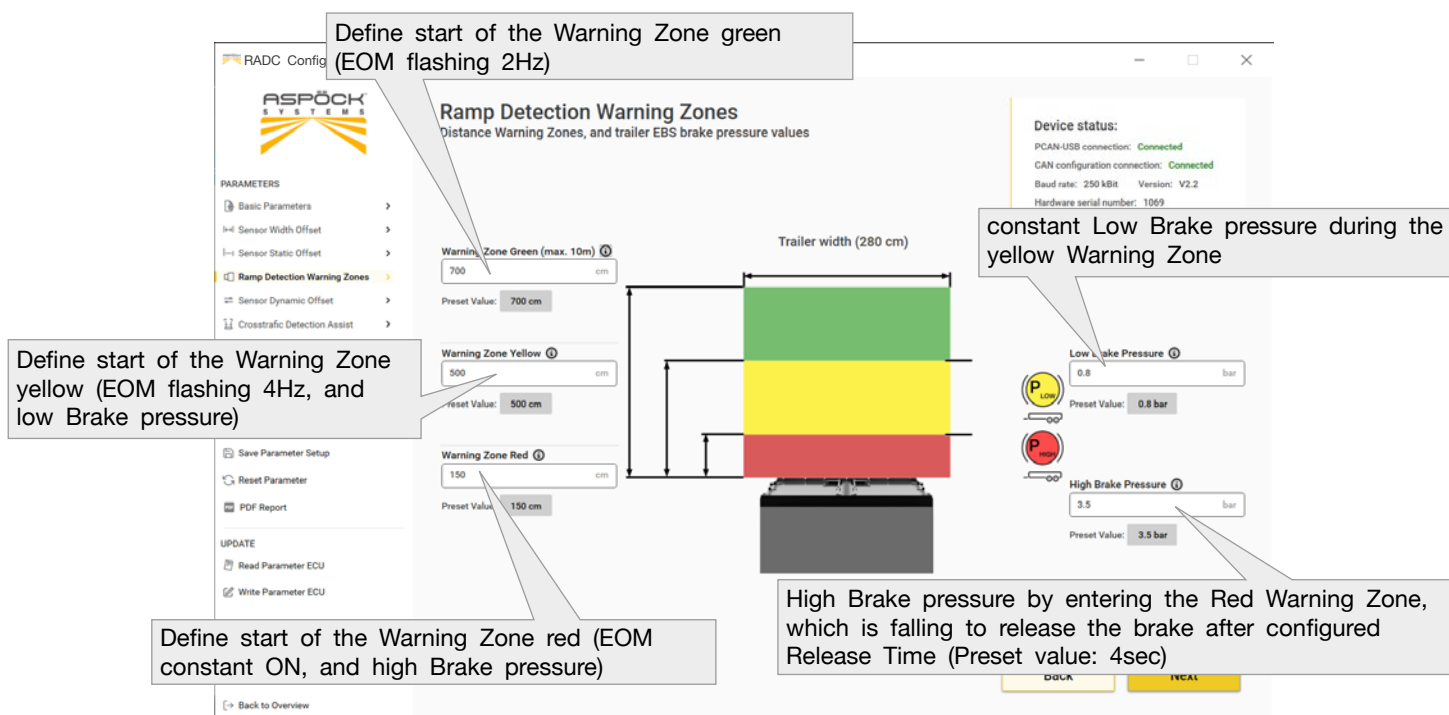 Define start of the Warning Zone green
(EOM flashing 2Hz)
RADC Config
ASPÖCK
SYSTEMS
Ramp Detection Warning Zones
Distance Warning Zones, and trailer EBS brake pressure values
Device status:
PCAN-USB connection: Connected
CAN configuration connection: Connected
Baud rate: 250 kBit Version: V2.2
Hardware serial number: 1069
PARAMETERS
Basic Parameters
Sensor Width Offset
Sensor Static Offset
Ramp Detection Warning Zones
Sensor Dynamic Offset
Crosstrafic Detection Assist
constant Low Brake pressure during the
yellow Warning Zone
Warning Zone Green (max. 10m)
700 cm
Preset Value: 700 cm
Trailer width (280 cm)
Define start of the Warning Zone
yellow (EOM flashing 4Hz, and
low Brake pressure)
Warning Zone Yellow
500 cm
Preset Value: 500 cm
Low Brake Pressure
0.8 bar
Preset Value: 0.8 bar
P LOW
Save Parameter Setup
Reset Parameter
PDF Report
Warning Zone Red
150 cm
Preset Value: 150 cm
P HIGH
High Brake Pressure
3.5 bar
Preset Value: 3.5 bar
UPDATE
Read Parameter ECU
Write Parameter ECU
Define start of the Warning Zone red (EOM
constant ON, and high Brake pressure)
High Brake pressure by entering the Red Warning Zone,
which is falling to release the brake after configured
Release Time (Preset value: 4sec)
Back Next
Back to Overview